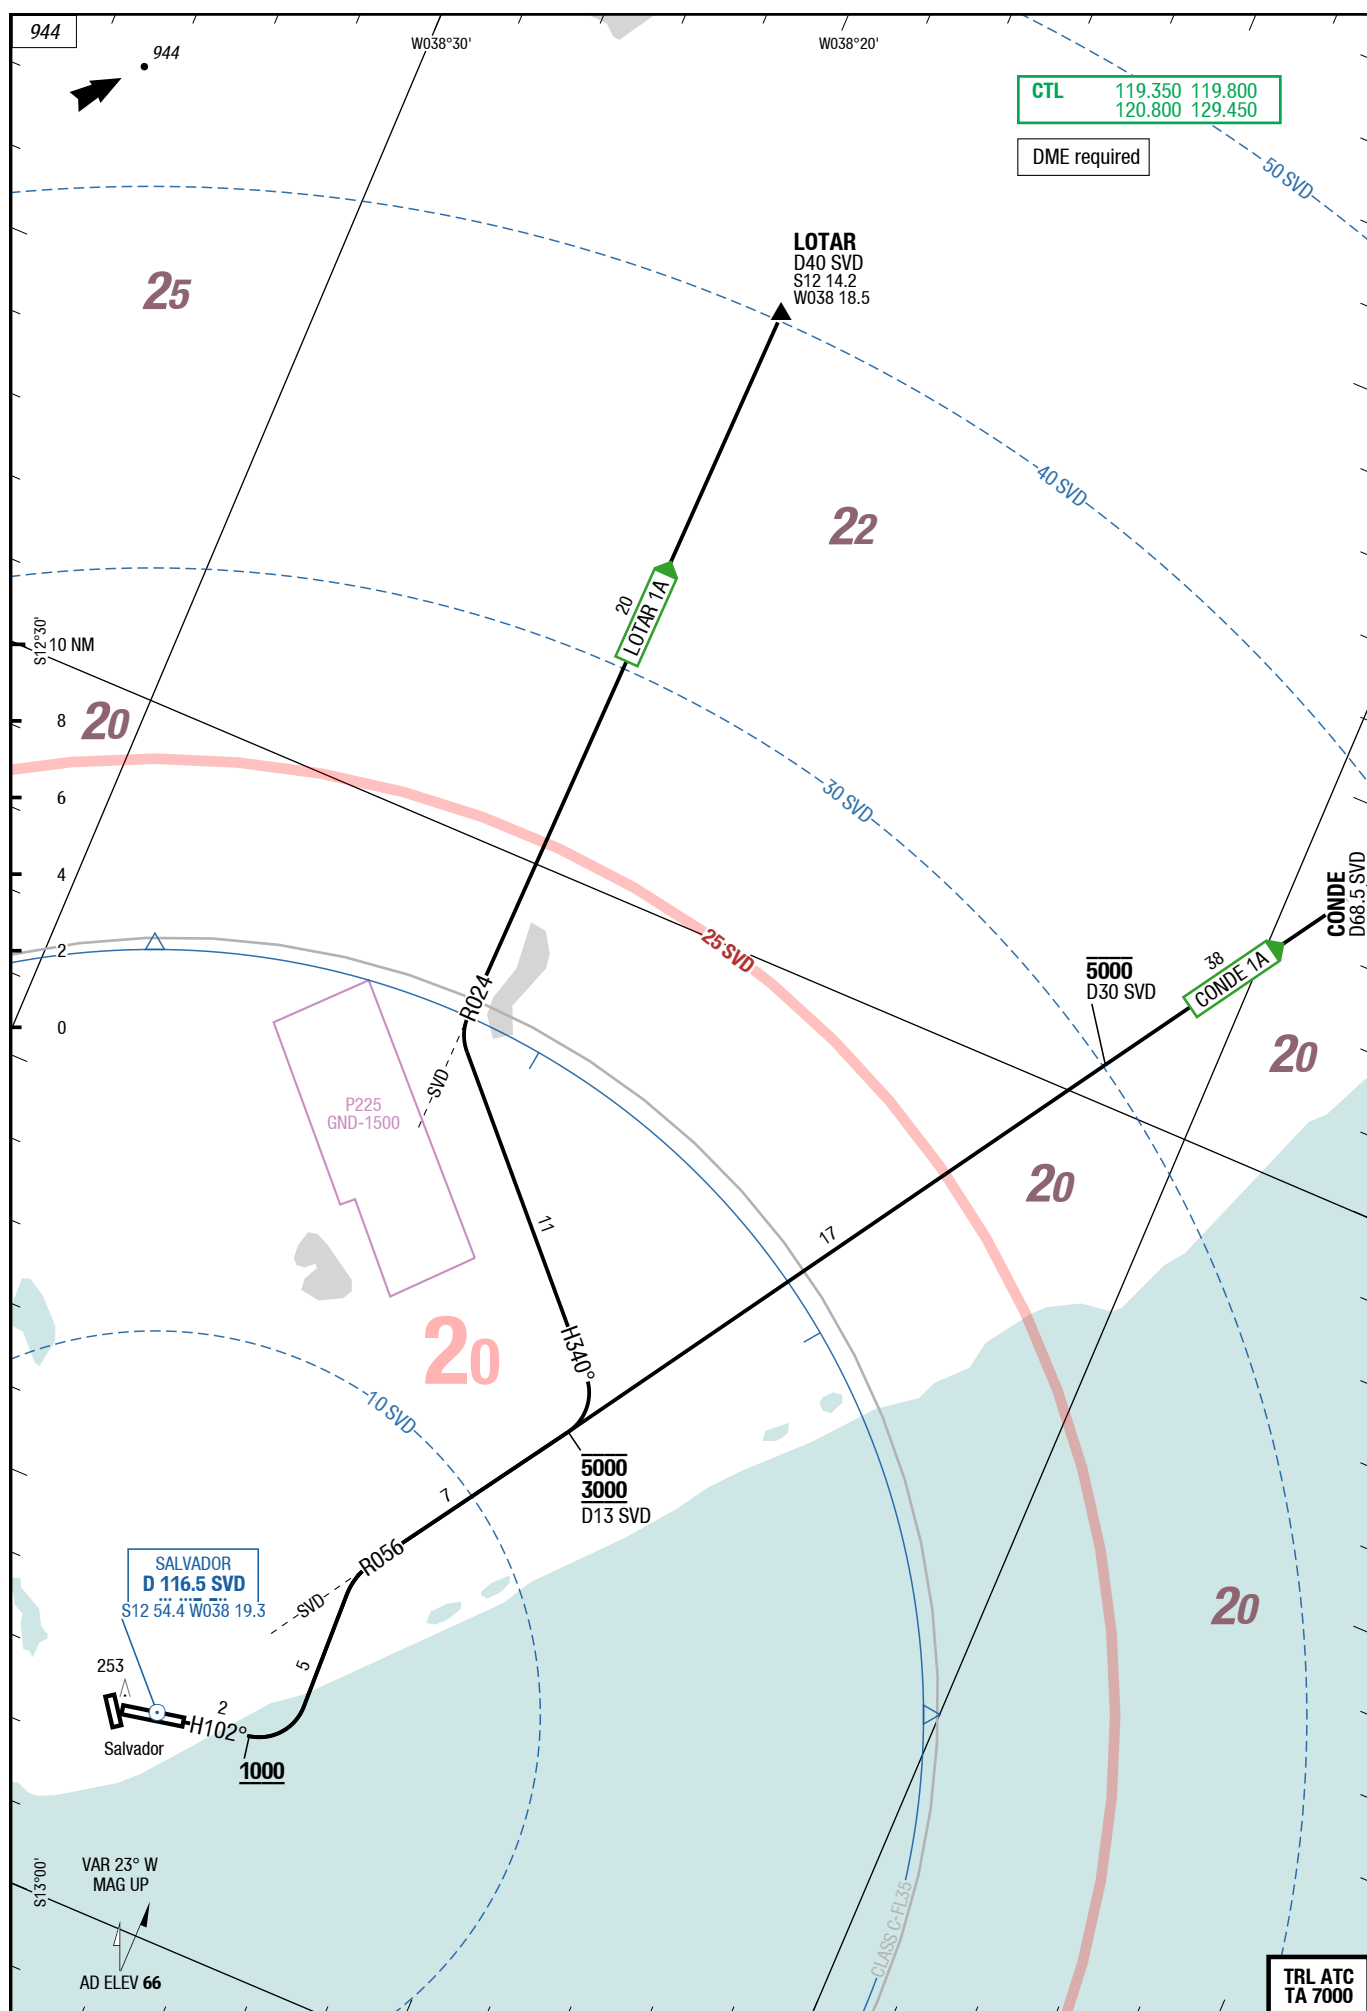 944
944
W038°30'
W038°20'
CTL 119.350 119.800
120.800 129.450
DME required
50 SVD
LOTAR
D40 SVD
S12 14.2
W038 18.5
25
40 SVD
22
20
LOTAR 1A
S12°30'
10 NM
8
6
4
2
0
20
30 SVD
25 SVD
CONDE
D68.5 SVD
5000
D30 SVD
38
CONDE 1A
R024
SVD
20
P225
GND-1500
20
11
17
H340°
20
10 SVD
5000
3000
D13 SVD
7
R056
SVD
SALVADOR
D 116.5 SVD
S12 54.4 W038 19.3
20
5
253
2
H102°
Salvador
1000
VAR 23° W
MAG UP
S13°00'
CLASS C-FL35
AD ELEV 66
TRL ATC
TA 7000